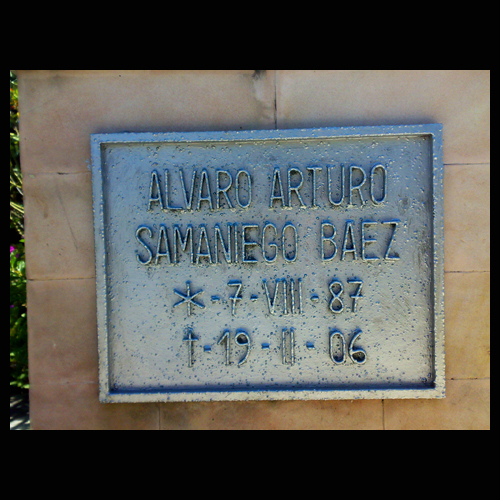 ALVARO ARTURO
SAMANIEGO BAEZ
*-7-VIII-87
†-19-II-06